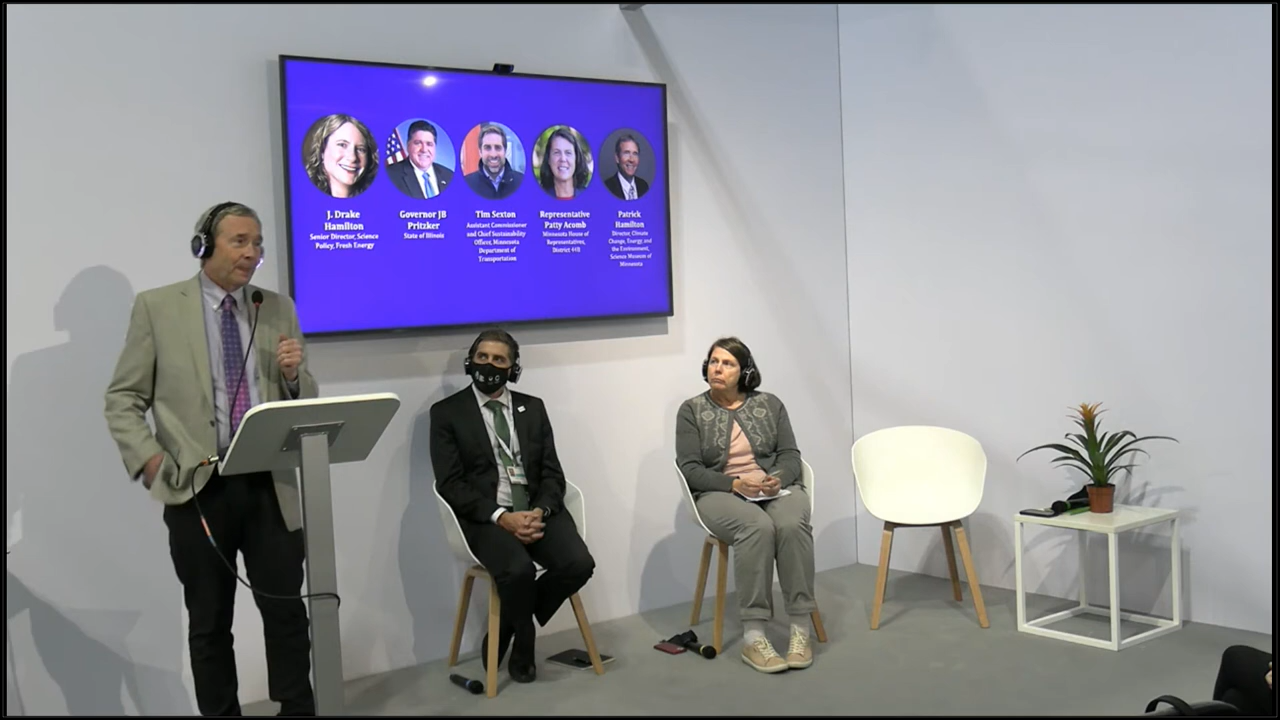 J. Drake
Hamilton
Senior Director, Science
Policy, Fresh Energy
Governor JB
Pritzker
State of Illinois
Tim Sexton
Assistant Commissioner
and Chief Sustainability
Officer, Minnesota
Department of
Transportation
Representative
Patty Acomb
Minnesota House of
Representatives,
District 44B
Patrick
Hamilton
Director, Climate
Change, Energy, and
the Environment,
Science Museum of
Minnesota